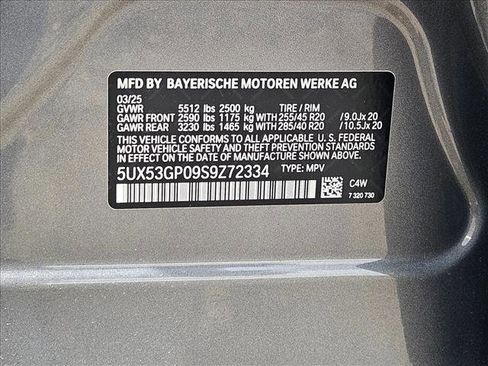 MFD BY BAYERISCHE MOTOREN WERKE AG
03/25
GVWR 5512 lbs 2500 kg TIRE / RIM
GAWR FRONT 2590 lbs 1175 kg 255/45 R20 /9.0Jx 20
GAWR REAR 3230 lbs 1465 kg 285/40 R20 /10.5Jx 20
THIS VEHICLE CONFORMS TO ALL APPLICABLE U. S. FEDERAL
MOTOR VEHICLE SAFETY AND THEFT PREVENTION STANDARDS
IN EFFECT ON THE DATE OF MANUFACTURE SHOWN ABOVE.
5UX53GP09S9Z72334 TYPE: MPV
C4W
7 320 730